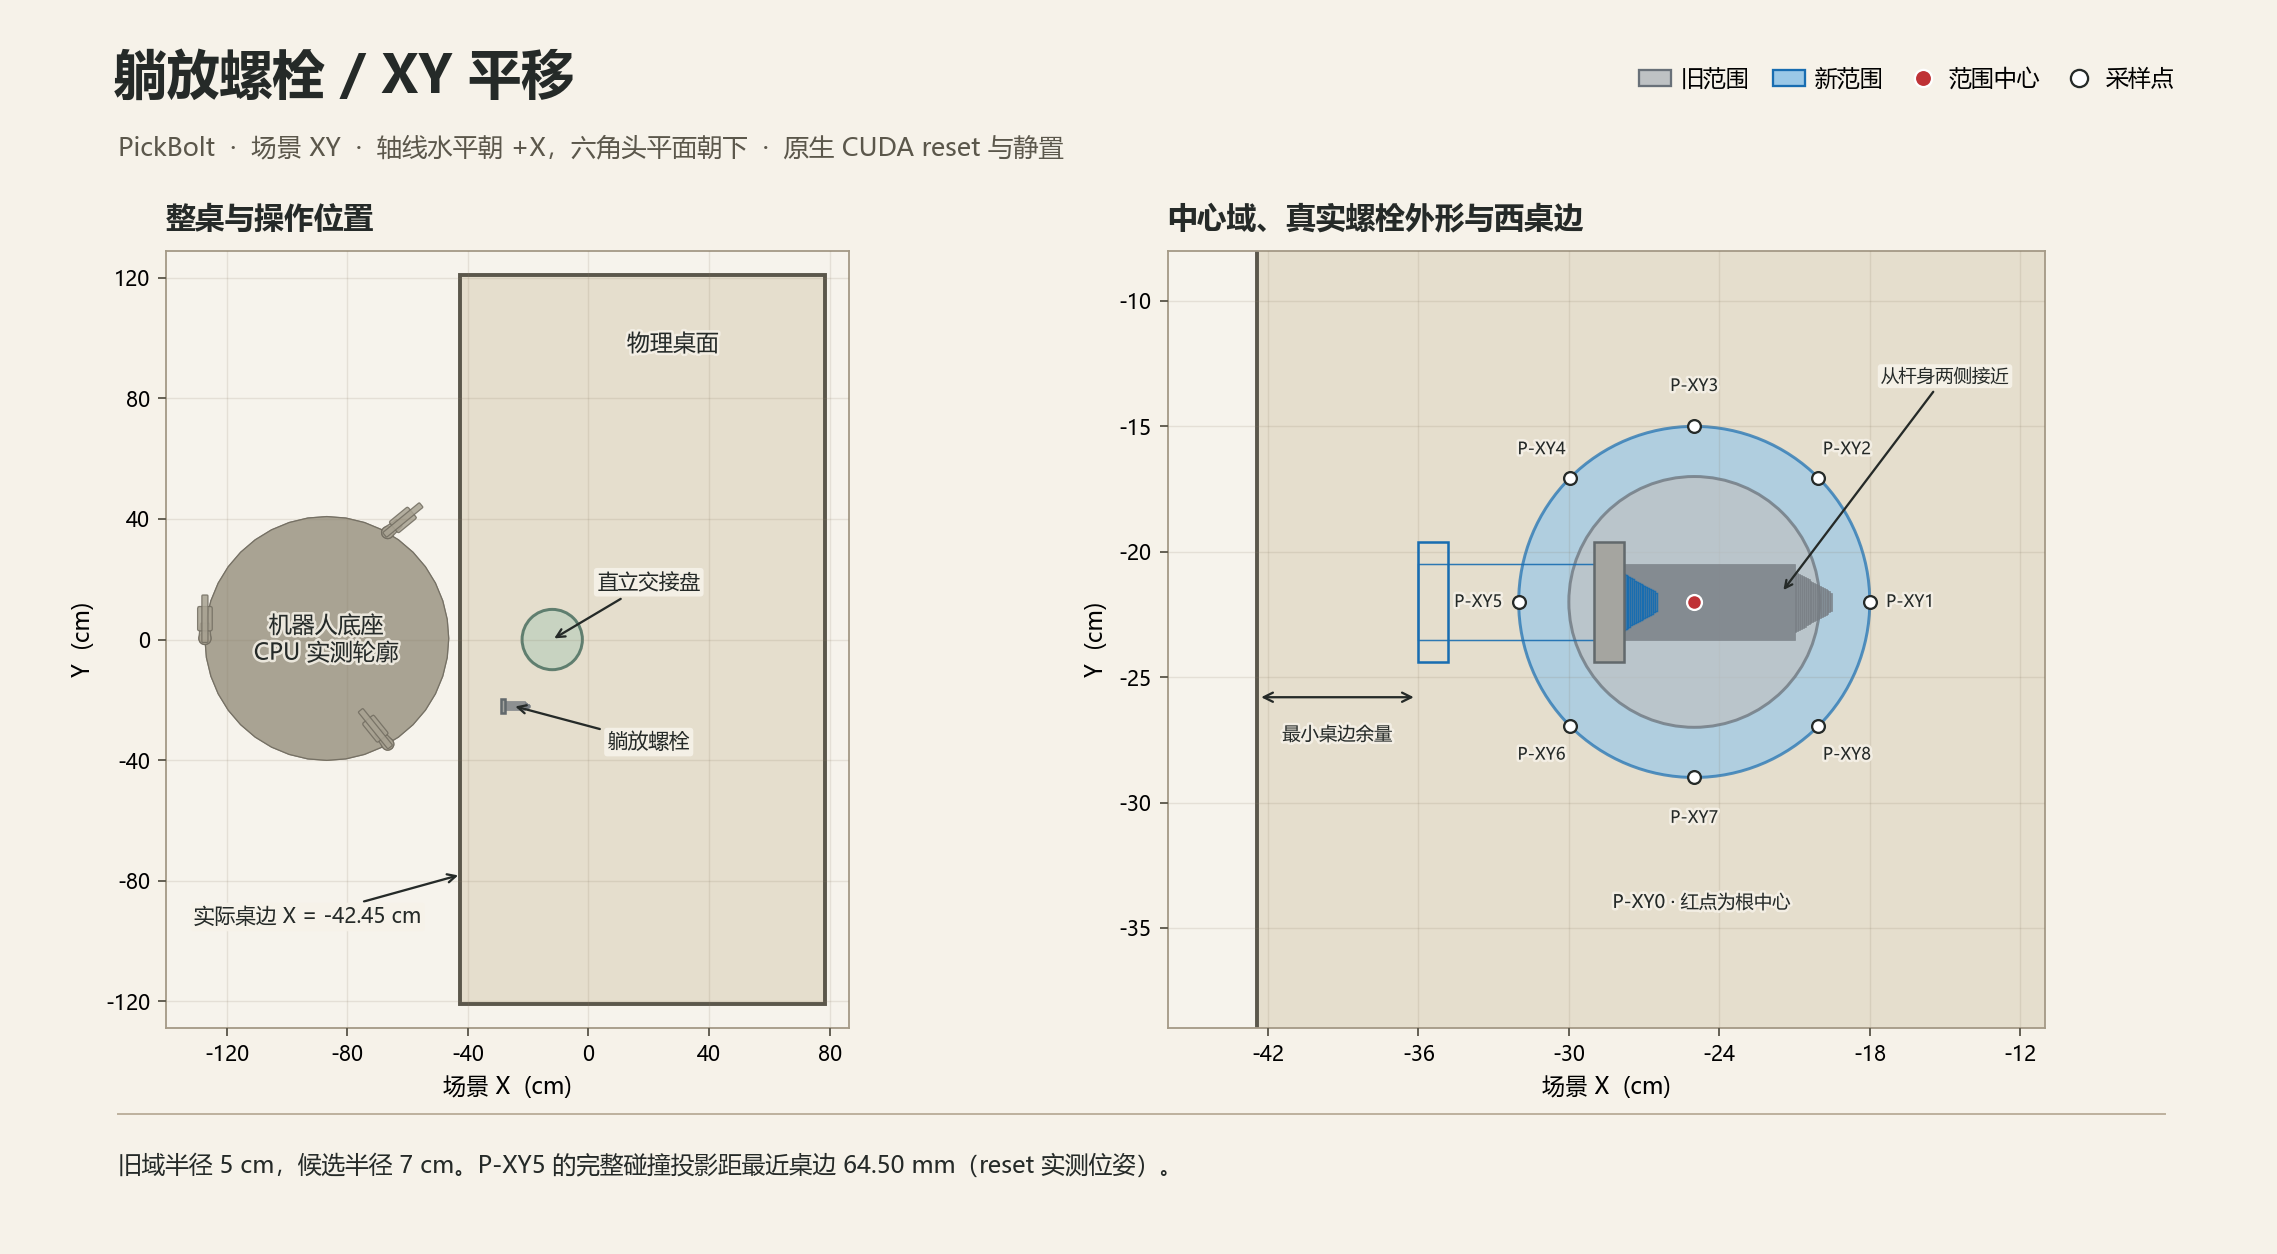 躺放螺栓 / XY 平移
旧范围
新范围
范围中心
采样点
PickBolt · 场景 XY · 轴线水平朝 +X，六角头平面朝下 · 原生 CUDA reset 与静置
整桌与操作位置
120
80
40
0
-40
-80
-120
Y (cm)
物理桌面
直立交接盘
机器人底座
CPU 实测轮廓
躺放螺栓
实际桌边 X = -42.45 cm
-120
-80
-40
0
40
80
场景 X (cm)
中心域、真实螺栓外形与西桌边
-10
-15
-20
-25
-30
-35
Y (cm)
从杆身两侧接近
P-XY3
P-XY4
P-XY2
P-XY5
P-XY1
最小桌边余量
P-XY6
P-XY8
P-XY7
P-XY0 · 红点为根中心
-42
-36
-30
-24
-18
-12
场景 X (cm)
旧域半径 5 cm，候选半径 7 cm。P-XY5 的完整碰撞投影距最近桌边 64.50 mm（reset 实测位姿）。